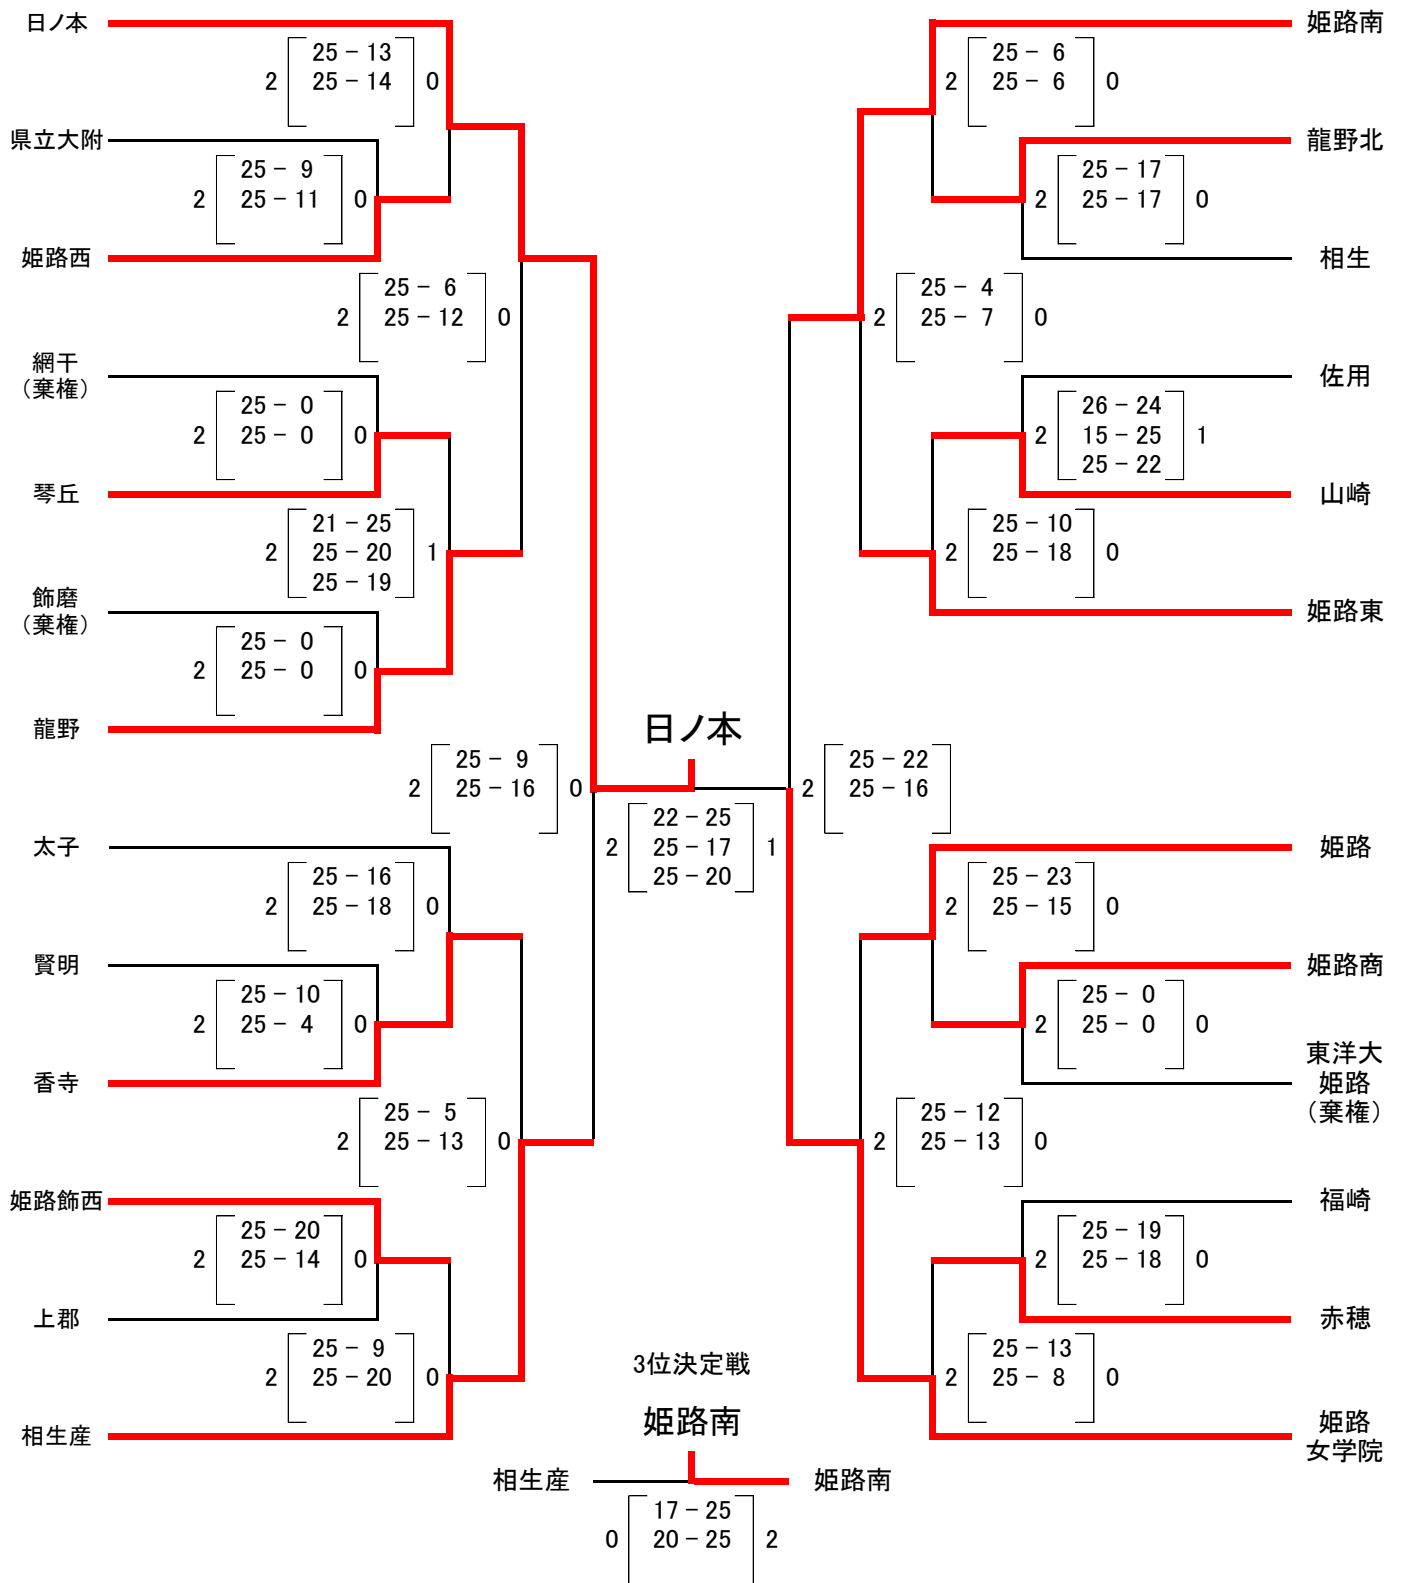 日ノ本
25 － 13
2 25 － 14 0
県立大附
25 － 9
2 25 － 11 0
姫路西
25 － 6
2 25 － 12 0
網干
（棄権）
25 － 0
2 25 － 0 0
琴丘
21 － 25
2 25 － 20 1
25 － 19
飾磨
（棄権）
25 － 0
2 25 － 0 0
龍野
25 － 9
2 25 － 16 0
太子
25 － 16
2 25 － 18 0
賢明
25 － 10
2 25 － 4 0
香寺
25 － 5
2 25 － 13 0
姫路飾西
25 － 20
2 25 － 14 0
上郡
25 － 9
2 25 － 20 0
相生産
日ノ本
22 － 25
2 25 － 17 1
25 － 20
姫路南
25 － 6
2 25 － 6 0
龍野北
25 － 17
2 25 － 17 0
相生
25 － 4
2 25 － 7 0
佐用
26 － 24
2 15 － 25 1
25 － 22
山崎
25 － 10
2 25 － 18 0
姫路東
25 － 22
2 25 － 16
姫路
25 － 23
2 25 － 15 0
姫路商
25 － 0
2 25 － 0 0
東洋大
姫路
（棄権）
25 － 12
2 25 － 13 0
福崎
25 － 19
2 25 － 18 0
赤穂
25 － 13
2 25 － 8 0
姫路
女学院
3位決定戦
姫路南
相生産 姫路南
17 － 25
0 20 － 25 2